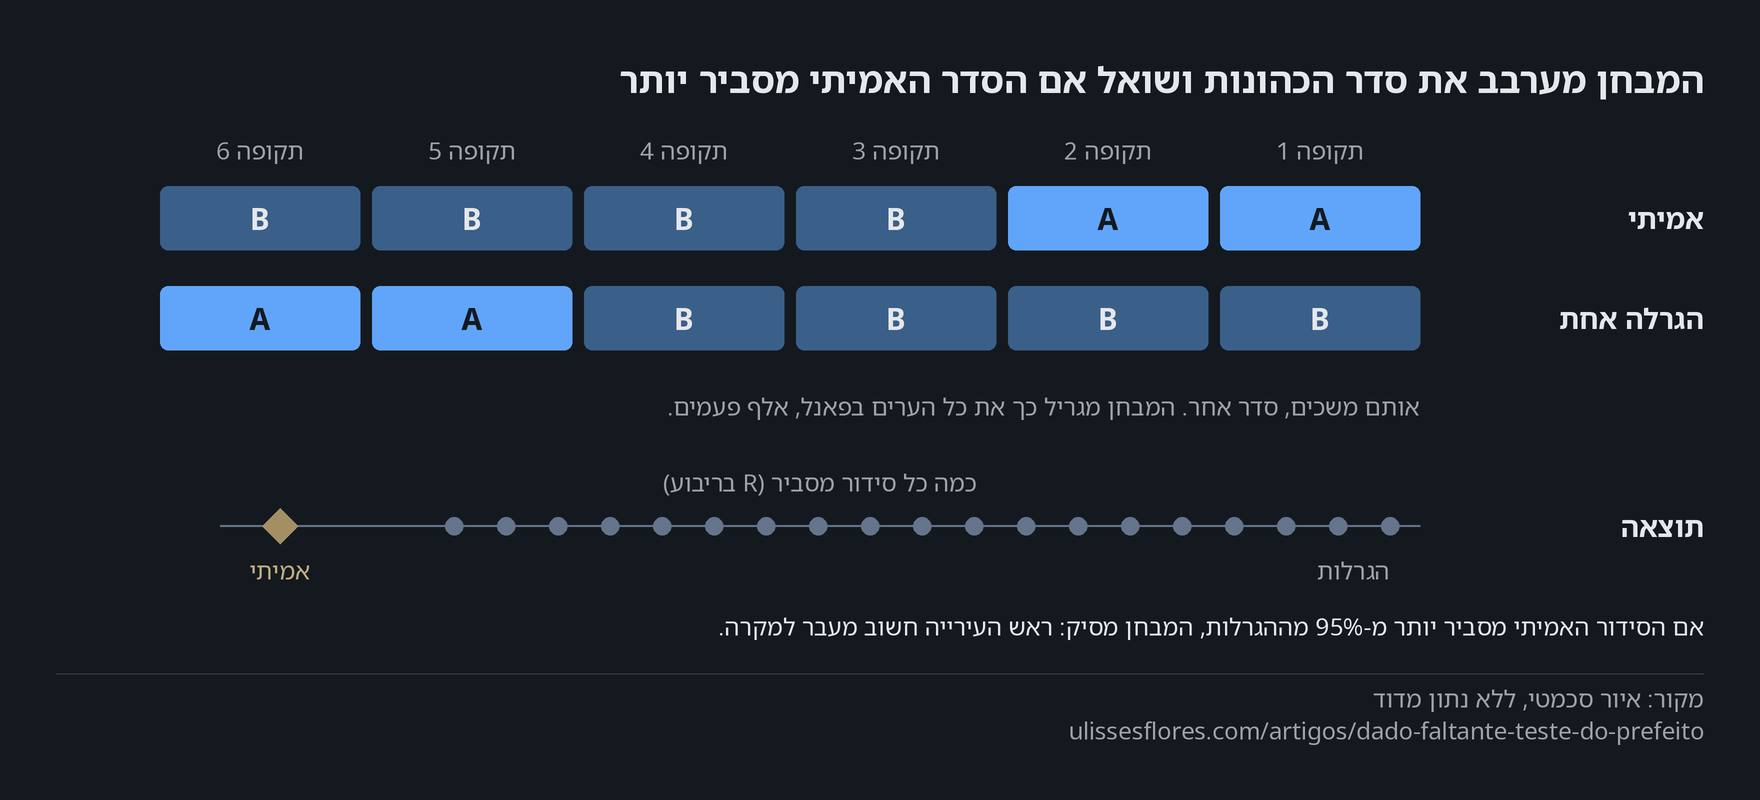 המבחן מערבב את סדר הכהונות ושואל אם הסדר האמיתי מסביר יותר
תקופה 1 תקופה 2 תקופה 3 תקופה 4 תקופה 5 תקופה 6
אמיתי A A B B B B
הגרלה אחת B B B B A A
אותם משכים, סדר אחר. המבחן מגריל כך את כל הערים בפאנל, אלף פעמים.
כמה כל סידור מסביר (R בריבוע)
תוצאה
הגרלות אמיתי
אם הסידור האמיתי מסביר יותר מ-95% מההגרלות, המבחן מסיק: ראש העירייה חשוב מעבר למקרה.
מקור: איור סכמטי, ללא נתון מדוד
ulissesflores.com/artigos/dado-faltante-teste-do-prefeito